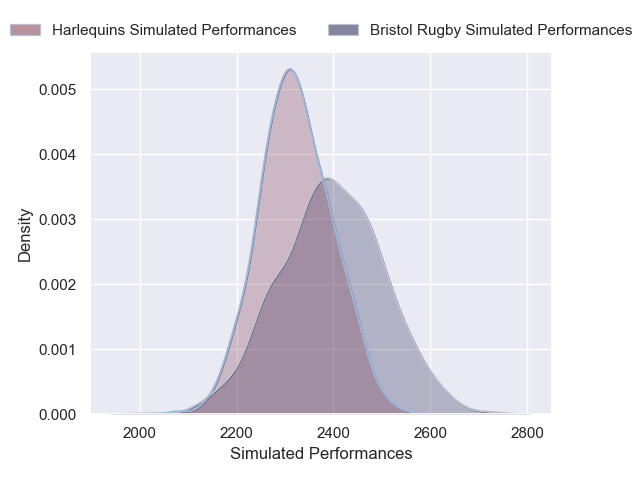 Harlequins Simulated Performances Bristol Rugby Simulated Performances
0.005
0.004
0.003
0.002
0.001
0.000
Density
2000 2200 2400 2600 2800
Simulated Performances